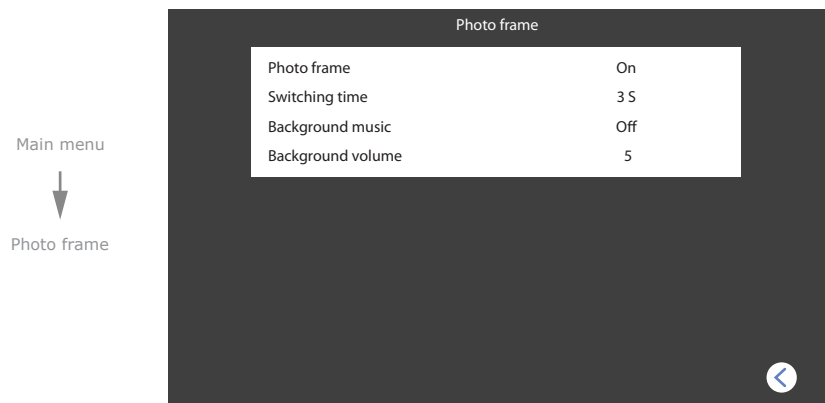 Main menu
Photo frame
Photo frame
Photo frame On
Switching time 3 S
Background music Off
Background volume 5